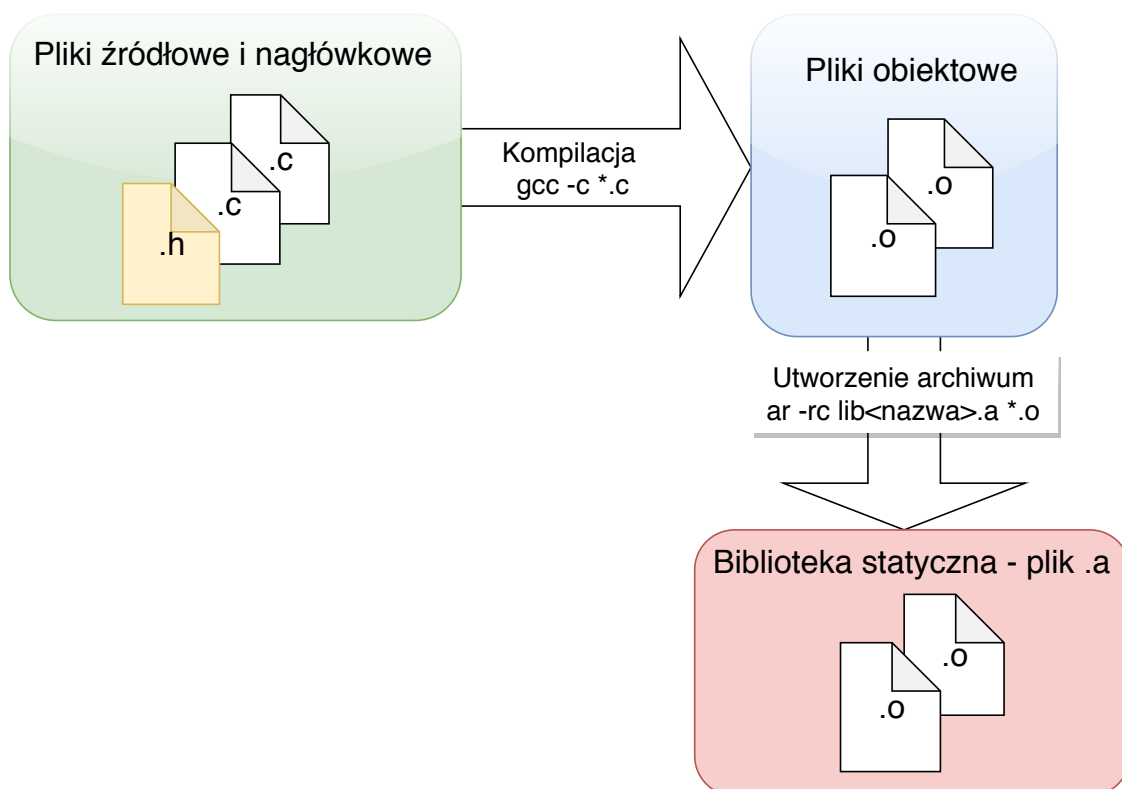 Pliki źródłowe i nagłówkowe
.c
.c
.h
Kompilacja
gcc -c *.c
Pliki obiektowe
.o
.o
Utworzenie archiwum
ar -rc lib<nazwa>.a *.o
Biblioteka statyczna - plik .a
.o
.o